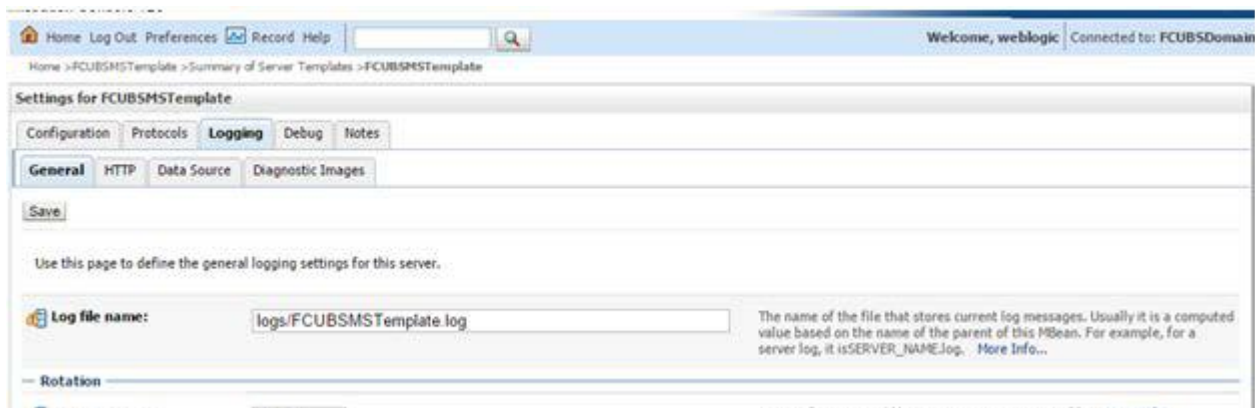 Home Log Out Preferences Record Help
Welcome, weblogic Connected to: FCUBSDomain
Home >FCUBSMSTemplate >Summary of Server Templates >FCUBSMSTemplate
Settings for FCUBSMSTemplate
Configuration Protocols Logging Debug Notes
General HTTP Data Source Diagnostic Images
Save
Use this page to define the general logging settings for this server.
Log file name:
logs/FCUBSMSTemplate.log
The name of the file that stores current log messages. Usually it is a computed
value based on the name of the parent of this MBean. For example, for a
server log, it isSERVER_NAME.log. More Info...
Rotation